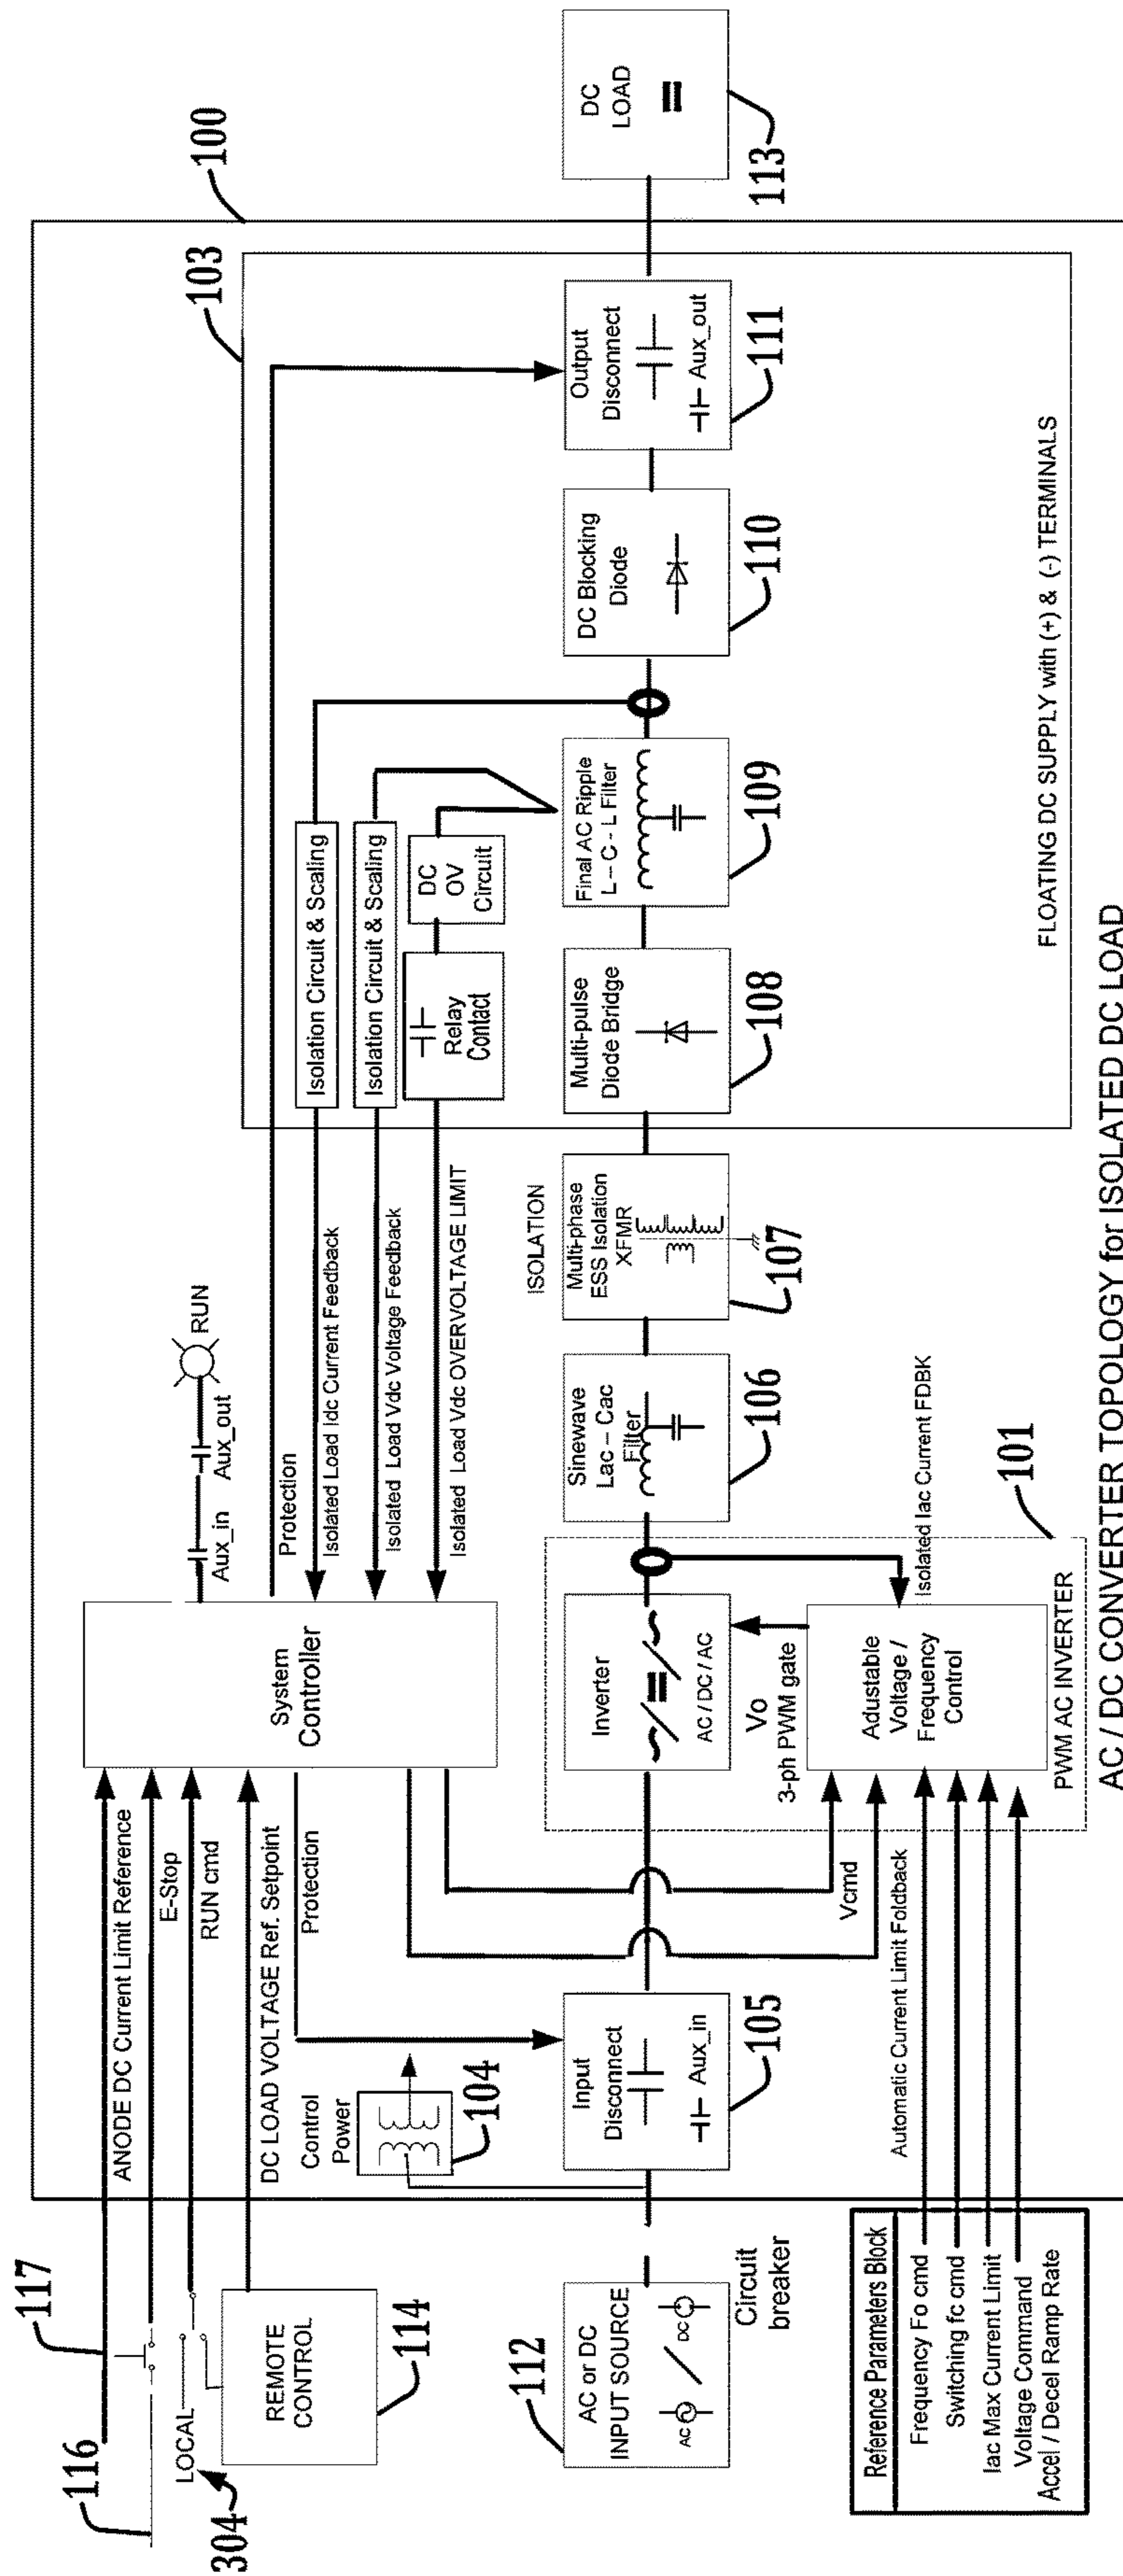 116
117
ANODE DC Current Limit Reference
E-Stop
RUN cmd
LOCAL
304
REMOTE
CONTROL
114
DC LOAD VOLTAGE Ref. Setpoint
Protection
System
Controller
Aux_in
Aux_out
RUN
Protection
Isolated Load Idc Current Feedback
Isolated Load Vdc Voltage Feedback
Isolated Load Vdc OVERVOLTAGE LIMIT
Isolation Circuit & Scaling
Isolation Circuit & Scaling
Relay
Contact
DC
OV
Circuit
103
100
Control
Power
104
112
AC or DC
INPUT SOURCE
AC
DC
Circuit
breaker
Input
Disconnect
Aux_in
105
Inverter
AC / DC / AC
Vo
3-ph PWM gate
Vcmd
Automatic Current Limit Foldback
Adustable
Voltage /
Frequency
Control
PWM AC INVERTER
Isolated Iac Current FDBK
101
Sinewave
Lac – Cac
Filter
106
ISOLATION
Multi-phase
ESS Isolation
XFMR
107
Multi-pulse
Diode Bridge
108
Final AC Ripple
L – C - L Filter
109
DC Blocking
Diode
110
Output
Disconnect
Aux_out
111
DC
LOAD
113
FLOATING DC SUPPLY with (+) & (-) TERMINALS
Reference Parameters Block
Frequency Fo cmd
Switching fc cmd
Iac Max Current Limit
Voltage Command
Accel / Decel Ramp Rate
AC / DC CONVERTER TOPOLOGY for ISOLATED DC LOAD